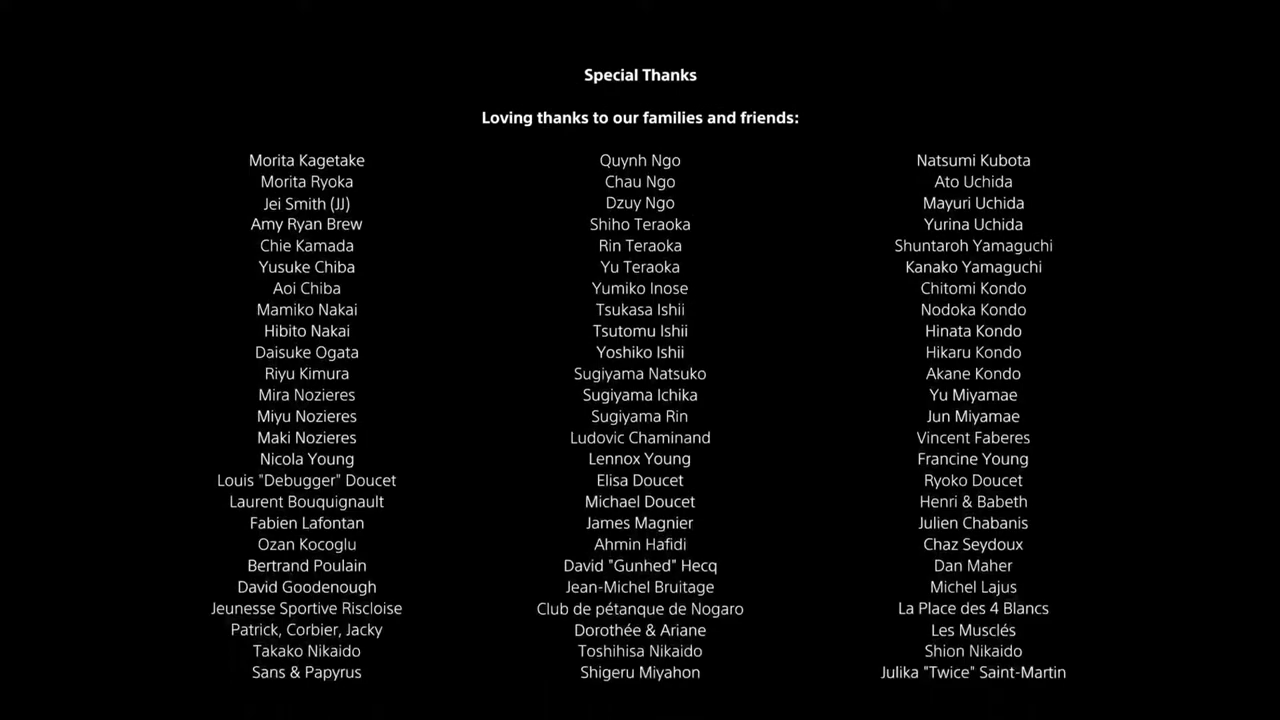 Special Thanks
Loving thanks to our families and friends:
Morita Kagetake
Morita Ryoka
Jei Smith (JJ)
Amy Ryan Brew
Chie Kamada
Yusuke Chiba
Aoi Chiba
Mamiko Nakai
Hibito Nakai
Daisuke Ogata
Riyu Kimura
Mira Nozieres
Miyu Nozieres
Maki Nozieres
Nicola Young
Louis "Debugger" Doucet
Laurent Bouquignault
Fabien Lafontan
Ozan Kocoglu
Bertrand Poulain
David Goodenough
Jeunesse Sportive Riscloise
Patrick, Corbier, Jacky
Takako Nikaido
Sans & Papyrus
Quynh Ngo
Chau Ngo
Dzuy Ngo
Shiho Teraoka
Rin Teraoka
Yu Teraoka
Yumiko Inose
Tsukasa Ishii
Tsutomu Ishii
Yoshiko Ishii
Sugiyama Natsuko
Sugiyama Ichika
Sugiyama Rin
Ludovic Chaminand
Lennox Young
Elisa Doucet
Michael Doucet
James Magnier
Ahmin Hafidi
David "Gunhed" Hecq
Jean-Michel Bruitage
Club de pétanque de Nogaro
Dorothée & Ariane
Toshihisa Nikaido
Shigeru Miyahon
Natsumi Kubota
Ato Uchida
Mayuri Uchida
Yurina Uchida
Shuntaroh Yamaguchi
Kanako Yamaguchi
Chitomi Kondo
Nodoka Kondo
Hinata Kondo
Hikaru Kondo
Akane Kondo
Yu Miyamae
Jun Miyamae
Vincent Faberes
Francine Young
Ryoko Doucet
Henri & Babeth
Julien Chabanis
Chaz Seydoux
Dan Maher
Michel Lajus
La Place des 4 Blancs
Les Musclés
Shion Nikaido
Julika "Twice" Saint-Martin